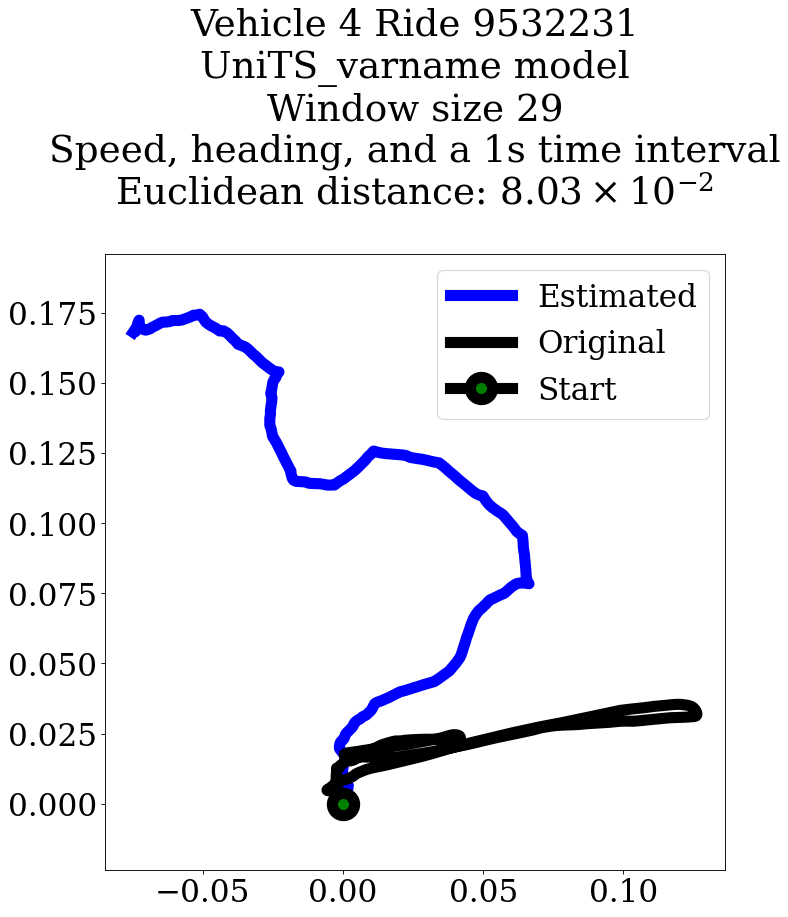 Vehicle 4 Ride 9532231
UniTS_varname model
Window size 29
Speed, heading, and a 1s time interval
Euclidean distance: 8.03 × 10⁻²
Estimated
Original
Start
0.175
0.150
0.125
0.100
0.075
0.050
0.025
0.000
−0.05
0.00
0.05
0.10